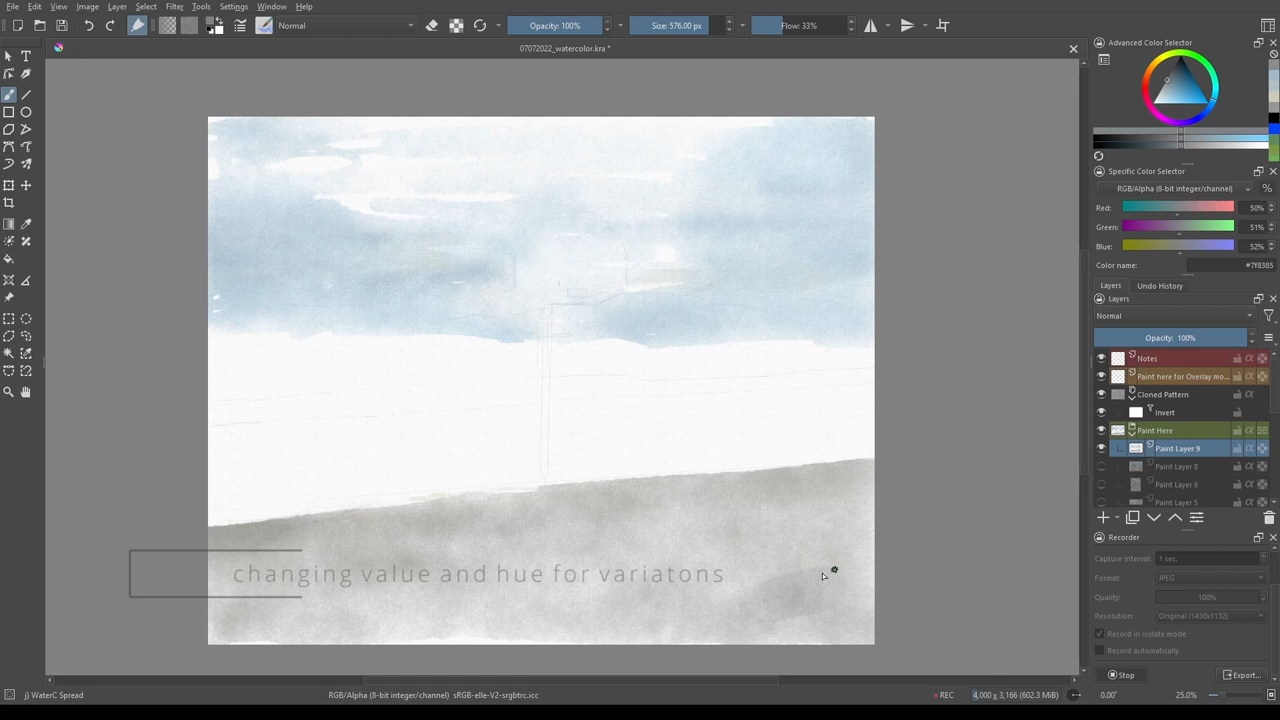 File Edit View Image Layer Select Filter Tools Settings Window Help
Normal Opacity: 100% Size: 576.00 px Flow: 33%
07072022_watercolor.kra *
Advanced Color Selector
Specific Color Selector
RGB/Alpha (8-bit integer/channel) %
Red: 50%
Green: 51%
Blue: 52%
Color name: #7f8385
Layers Undo History
Layers
Normal
Opacity: 100%
Notes
Paint here for Overlay mo...
Cloned Pattern
Invert
Paint Here
Paint Layer 9
Paint Layer 8
Paint Layer 6
Paint Layer 5
Recorder
Capture interval: 1 sec.
Format: JPEG
Quality: 100%
Resolution: Original (1430x1132)
Record in isolate mode
Record automatically
Stop Export...
changing value and hue for variatons
j) WaterC Spread RGB/Alpha (8-bit integer/channel) sRGB-elle-V2-srgbtrc.icc REC 4,000 x 3,166 (602.3 MiB) 0.00° 25.0%